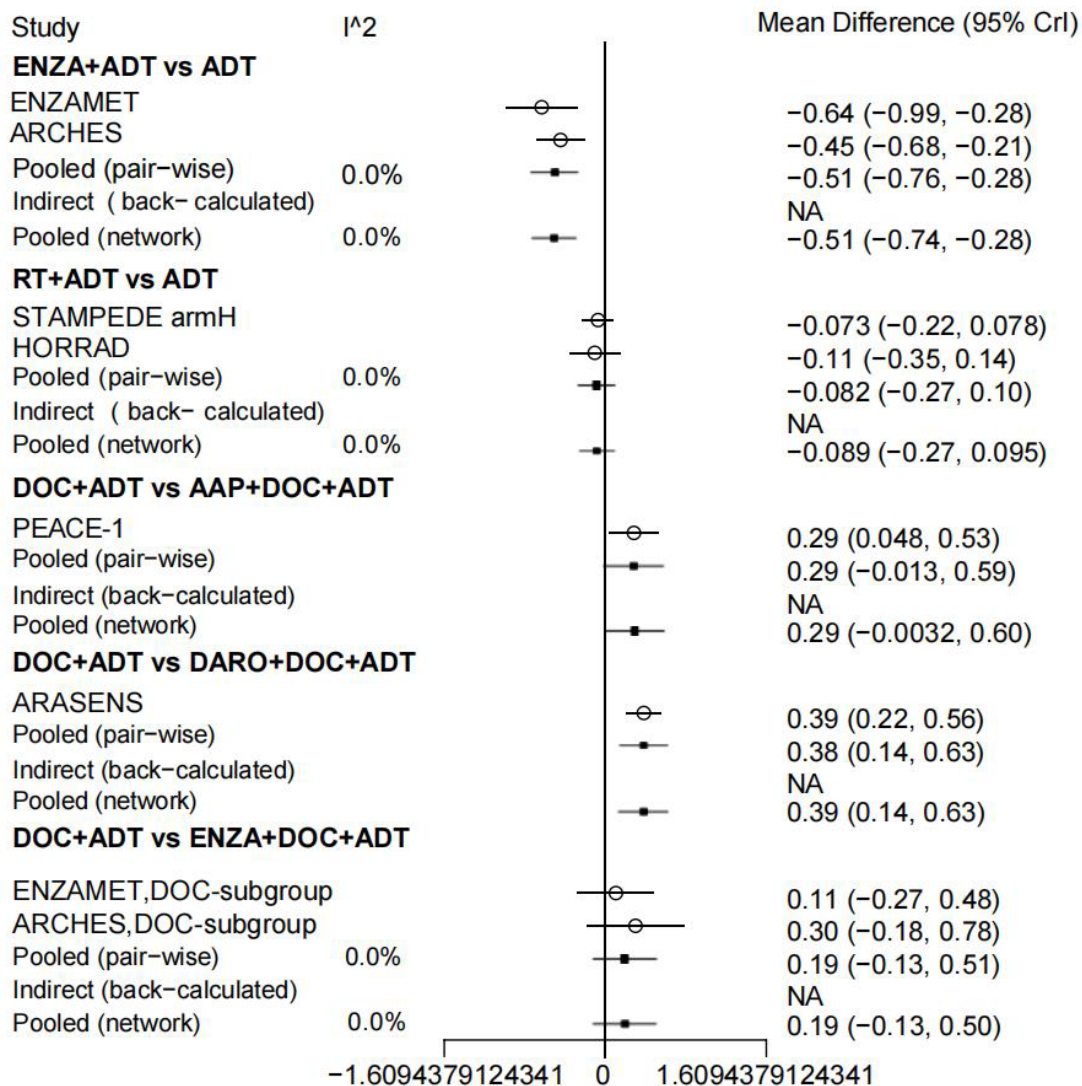 Study I^2 Mean Difference (95% CrI)
ENZA+ADT vs ADT
ENZAMET −0.64 (−0.99, −0.28)
ARCHES −0.45 (−0.68, −0.21)
Pooled (pair−wise) 0.0% −0.51 (−0.76, −0.28)
Indirect ( back− calculated) NA
Pooled (network) 0.0% −0.51 (−0.74, −0.28)
RT+ADT vs ADT
STAMPEDE armH −0.073 (−0.22, 0.078)
HORRAD −0.11 (−0.35, 0.14)
Pooled (pair−wise) 0.0% −0.082 (−0.27, 0.10)
Indirect ( back− calculated) NA
Pooled (network) 0.0% −0.089 (−0.27, 0.095)
DOC+ADT vs AAP+DOC+ADT
PEACE-1 0.29 (0.048, 0.53)
Pooled (pair−wise) 0.29 (−0.013, 0.59)
Indirect (back−calculated) NA
Pooled (network) 0.29 (−0.0032, 0.60)
DOC+ADT vs DARO+DOC+ADT
ARASENS 0.39 (0.22, 0.56)
Pooled (pair−wise) 0.38 (0.14, 0.63)
Indirect (back−calculated) NA
Pooled (network) 0.39 (0.14, 0.63)
DOC+ADT vs ENZA+DOC+ADT
ENZAMET,DOC-subgroup 0.11 (−0.27, 0.48)
ARCHES,DOC-subgroup 0.30 (−0.18, 0.78)
Pooled (pair−wise) 0.0% 0.19 (−0.13, 0.51)
Indirect (back−calculated) NA
Pooled (network) 0.0% 0.19 (−0.13, 0.50)
−1.6094379124341 0 1.6094379124341